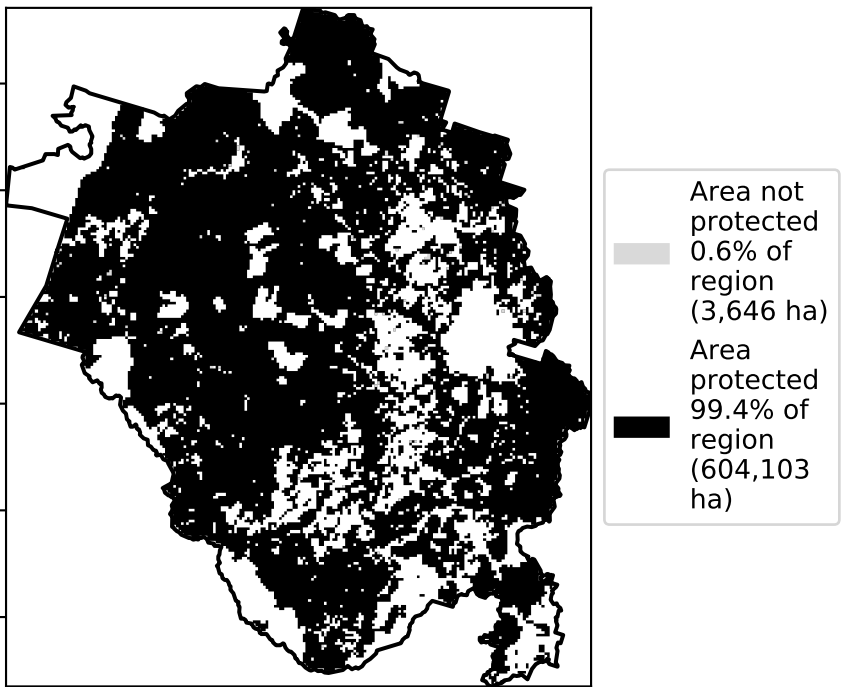 Area not
protected
0.6% of
region
(3,646 ha)
Area
protected
99.4% of
region
(604,103
ha)